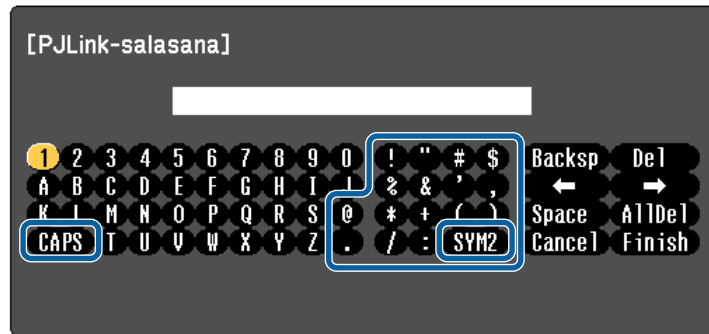 [PJLink-salasana]
1 2 3 4 5 6 7 8 9 0 ! " # $ Backsp Del
A B C D E F G H I J % & ' , ← →
K L M N O P Q R S @ * + ( ) Space AllDel
CAPS T U V W X Y Z . / : SYM2 Cancel Finish